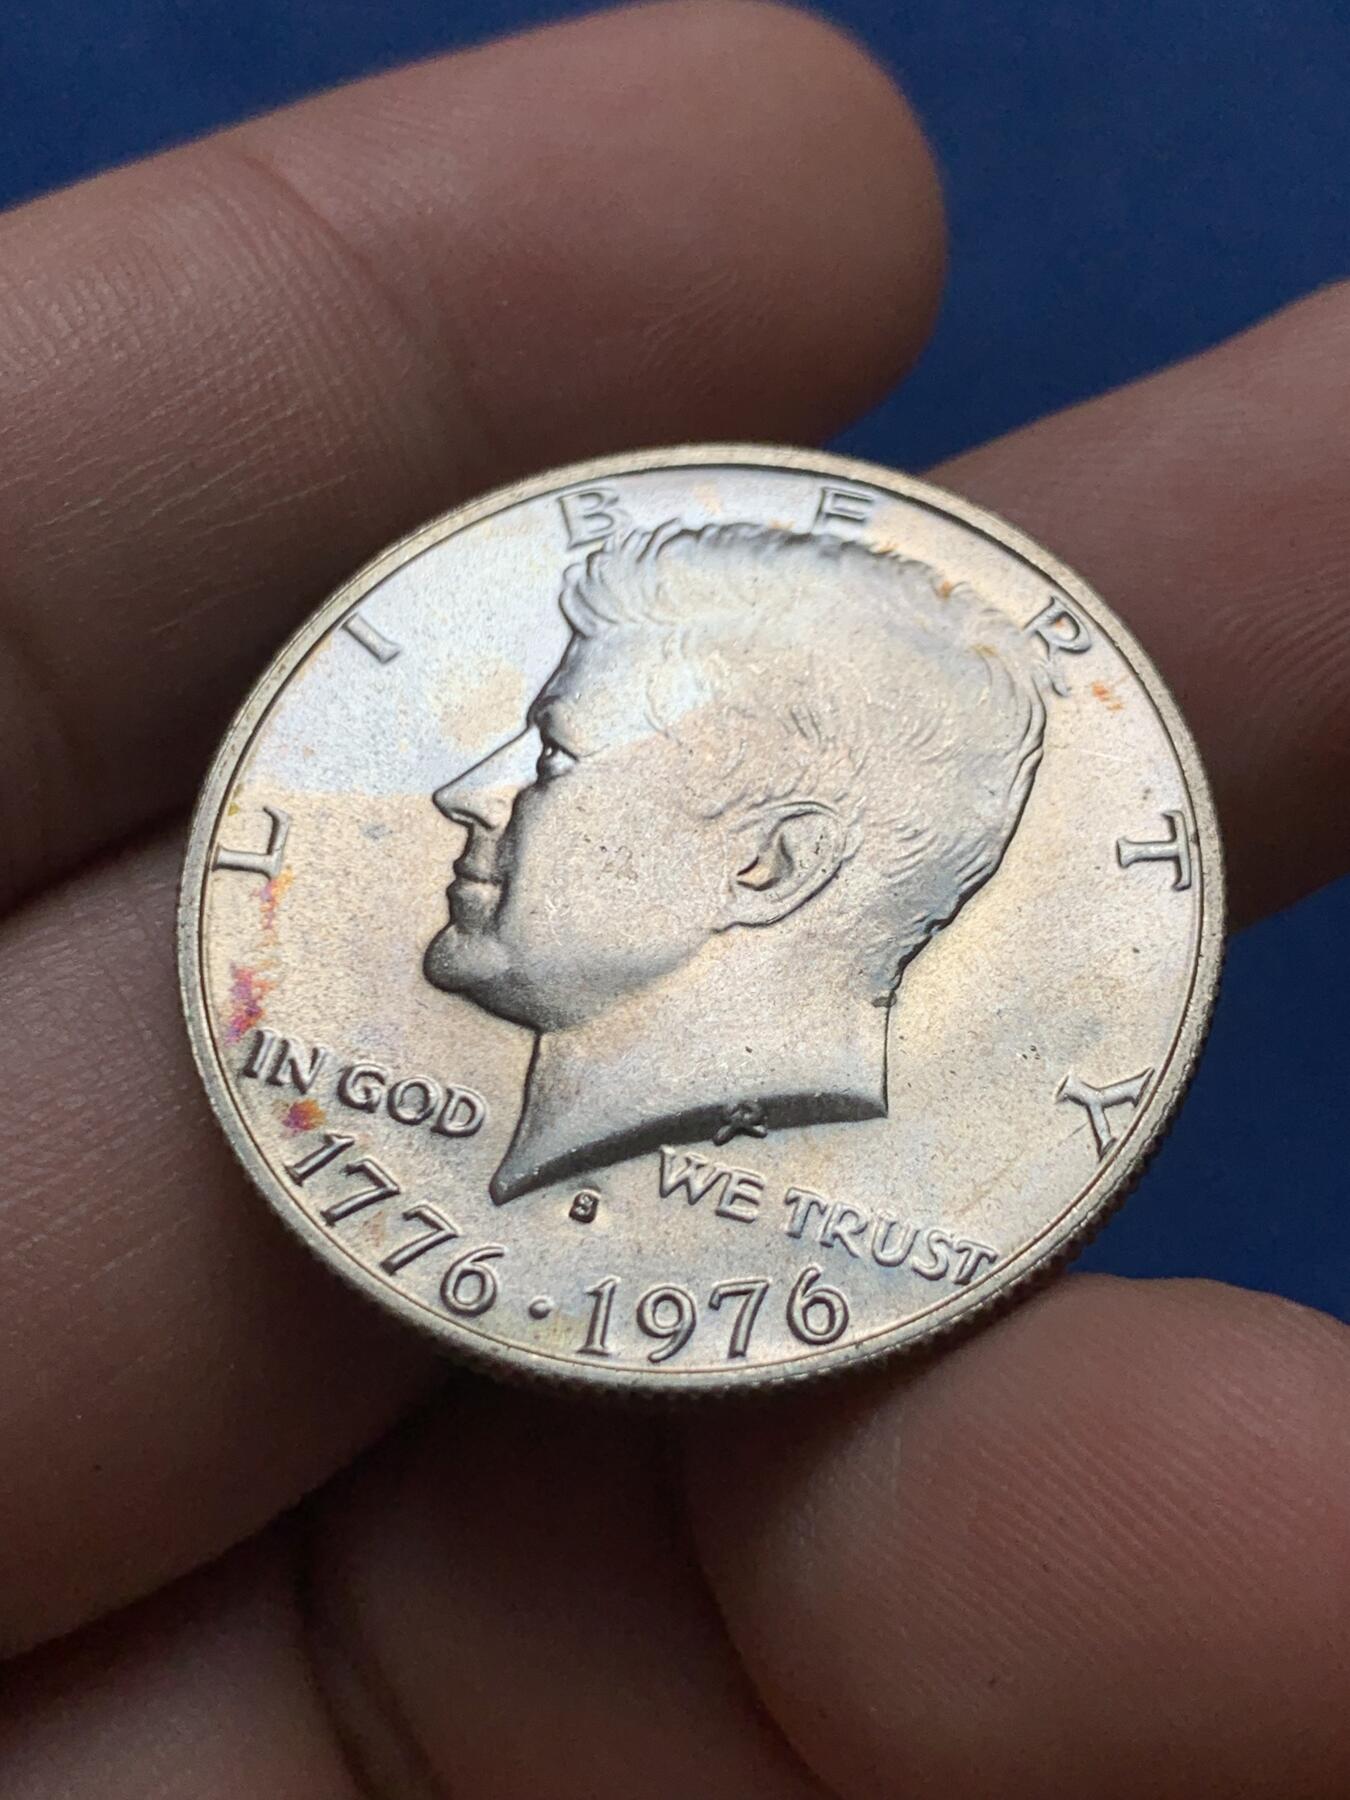 LIBERTY
IN GOD
WE TRUST
S
1776·1976